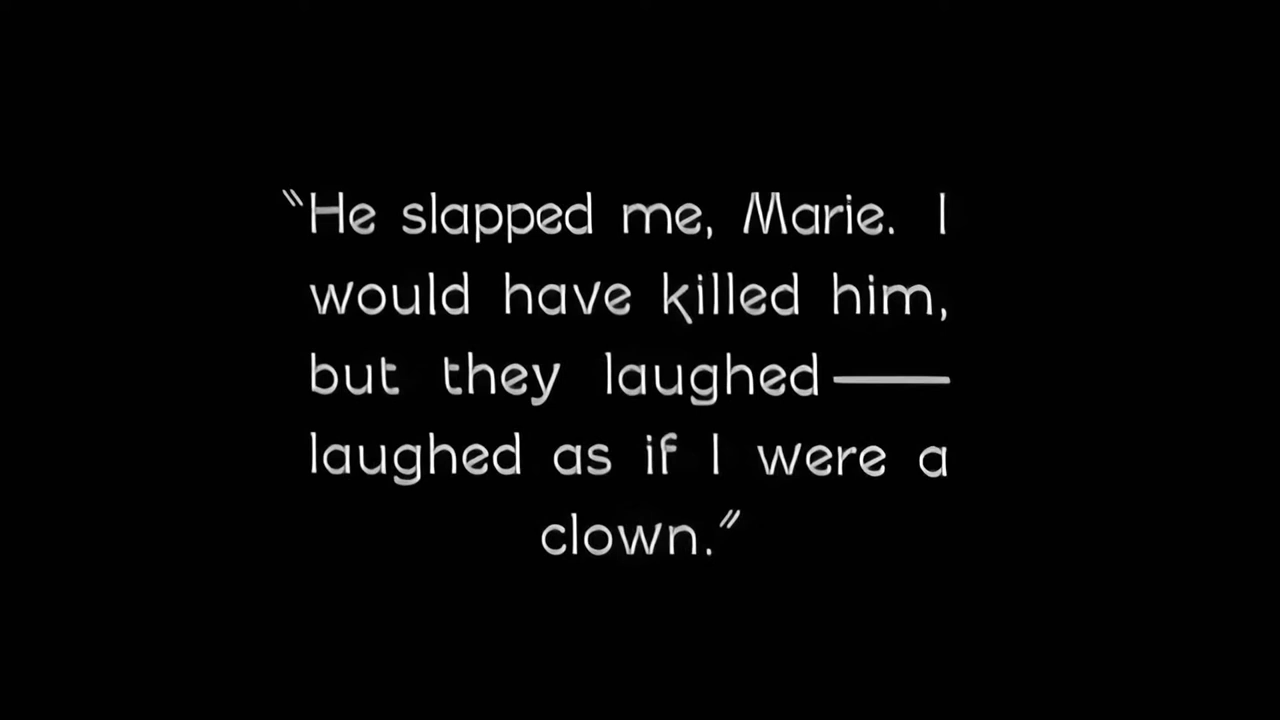 "He slapped me, Marie. I
would have killed him,
but they laughed——
laughed as if I were a
clown."